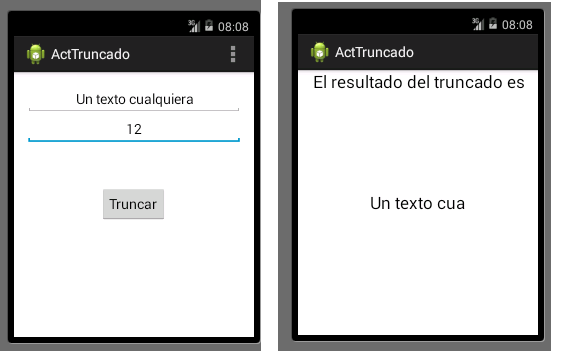 3G 08:08
ActTruncado
Un texto cualquiera
12
Truncar
3G 08:08
ActTruncado
El resultado del truncado es
Un texto cua